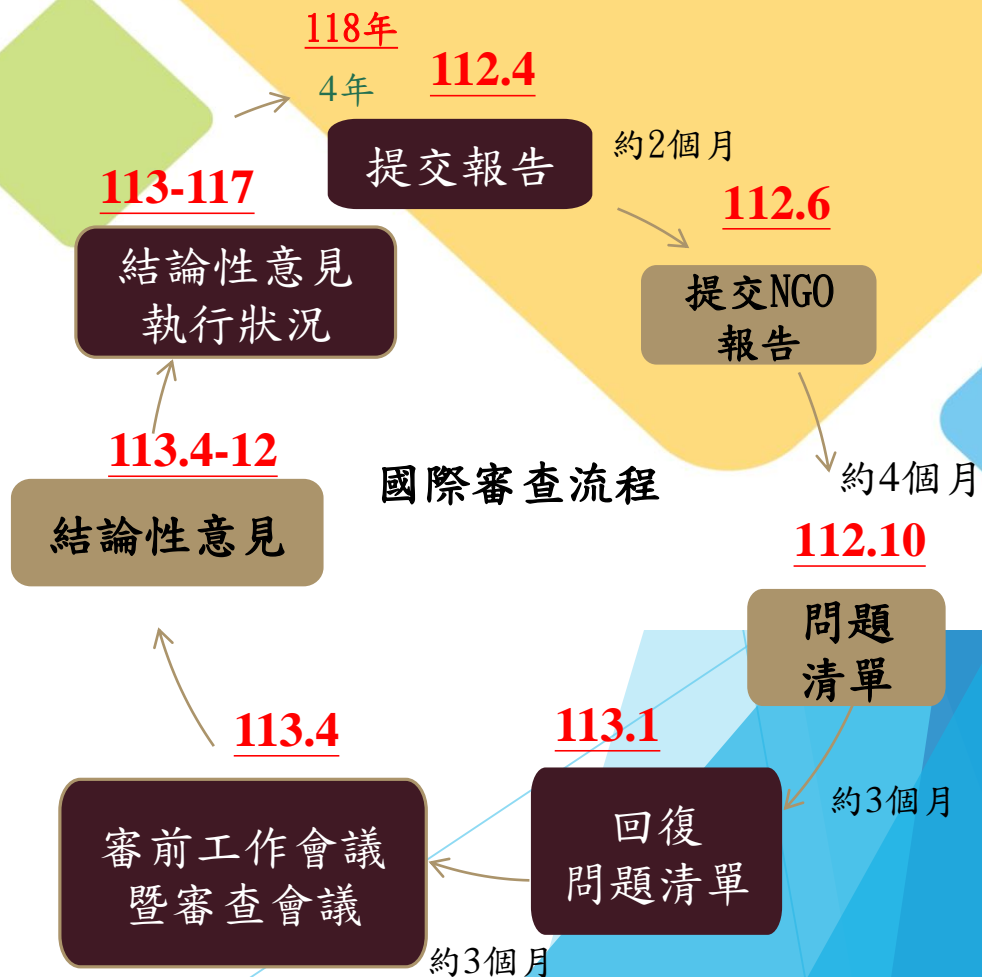 118年
4年
112.4
提交報告
約2個月
112.6
提交NGO
報告
約4個月
112.10
問題
清單
約3個月
113.1
回復
問題清單
約3個月
113.4
審前工作會議
暨審查會議
113.4-12
結論性意見
113-117
結論性意見
執行狀況
國際審查流程